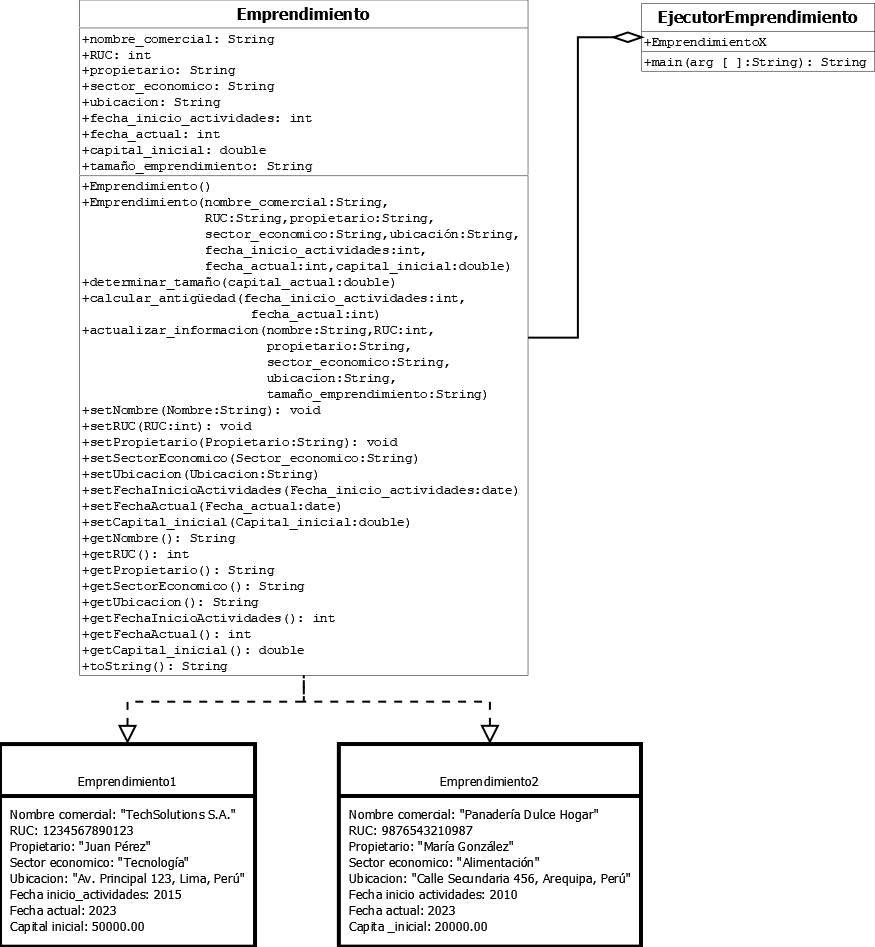 Emprendimiento
+nombre_comercial: String
+RUC: int
+propietario: String
+sector_economico: String
+ubicacion: String
+fecha_inicio_actividades: int
+fecha_actual: int
+capital_inicial: double
+tamaño_emprendimiento: String
+Emprendimiento()
+Emprendimiento(nombre_comercial:String,
RUC:String,propietario:String,
sector_economico:String,ubicación:String,
fecha_inicio_actividades:int,
fecha_actual:int,capital_inicial:double)
+determinar_tamaño(capital_actual:double)
+calcular_antigüedad(fecha_inicio_actividades:int,
fecha_actual:int)
+actualizar_informacion(nombre:String,RUC:int,
propietario:String,
sector_economico:String,
ubicacion:String,
tamaño_emprendimiento:String)
+setNombre(Nombre:String): void
+setRUC(RUC:int): void
+setPropietario(Propietario:String): void
+setSectorEconomico(Sector_economico:String)
+setUbicacion(Ubicacion:String)
+setFechaInicioActividades(Fecha_inicio_actividades:date)
+setFechaActual(Fecha_actual:date)
+setCapital_inicial(Capital_inicial:double)
+getNombre(): String
+getRUC(): int
+getPropietario(): String
+getSectorEconomico(): String
+getUbicacion(): String
+getFechaInicioActividades(): int
+getFechaActual(): int
+getCapital_inicial(): double
+toString(): String
EjecutorEmprendimiento
+EmprendimientoX
+main(arg [ ]:String): String
Emprendimiento1
Nombre comercial: "TechSolutions S.A."
RUC: 1234567890123
Propietario: "Juan Pérez"
Sector economico: "Tecnología"
Ubicacion: "Av. Principal 123, Lima, Perú"
Fecha inicio_actividades: 2015
Fecha actual: 2023
Capital inicial: 50000.00
Emprendimiento2
Nombre comercial: "Panadería Dulce Hogar"
RUC: 9876543210987
Propietario: "María González"
Sector economico: "Alimentación"
Ubicacion: "Calle Secundaria 456, Arequipa, Perú"
Fecha inicio actividades: 2010
Fecha actual: 2023
Capita _inicial: 20000.00